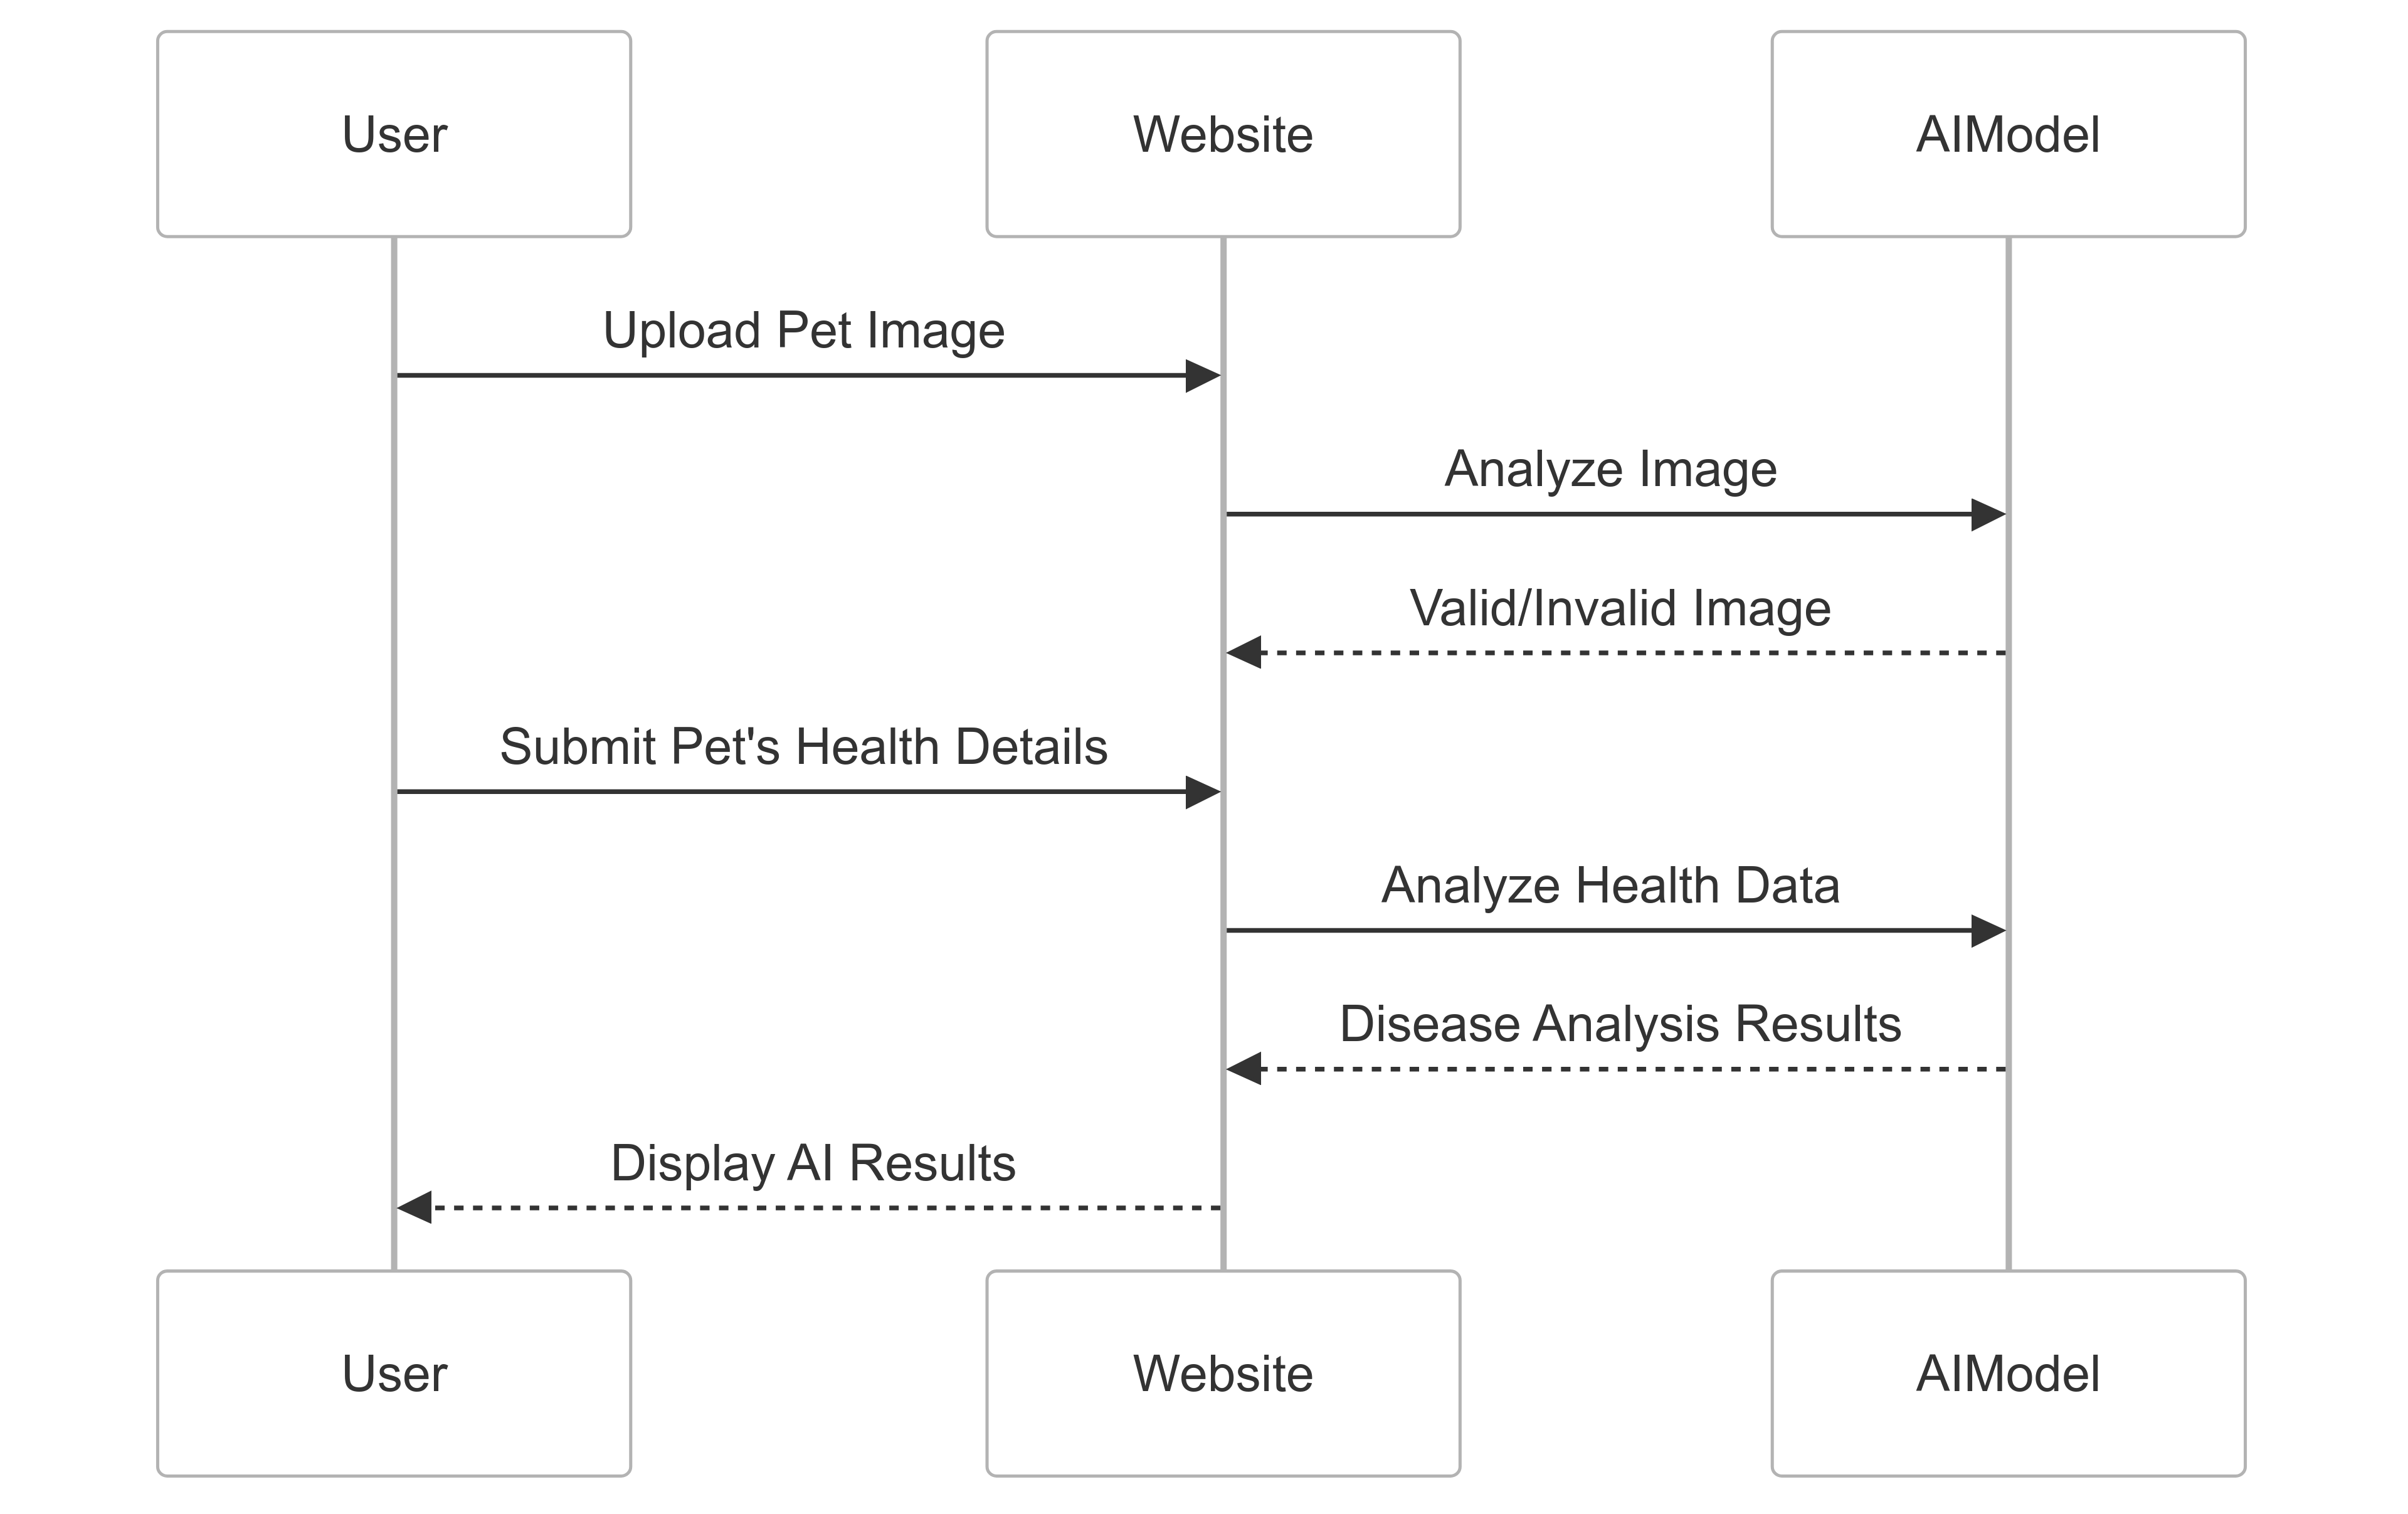 User
Website
AIModel
Upload Pet Image
Analyze Image
Valid/Invalid Image
Submit Pet's Health Details
Analyze Health Data
Disease Analysis Results
Display AI Results
User
Website
AIModel